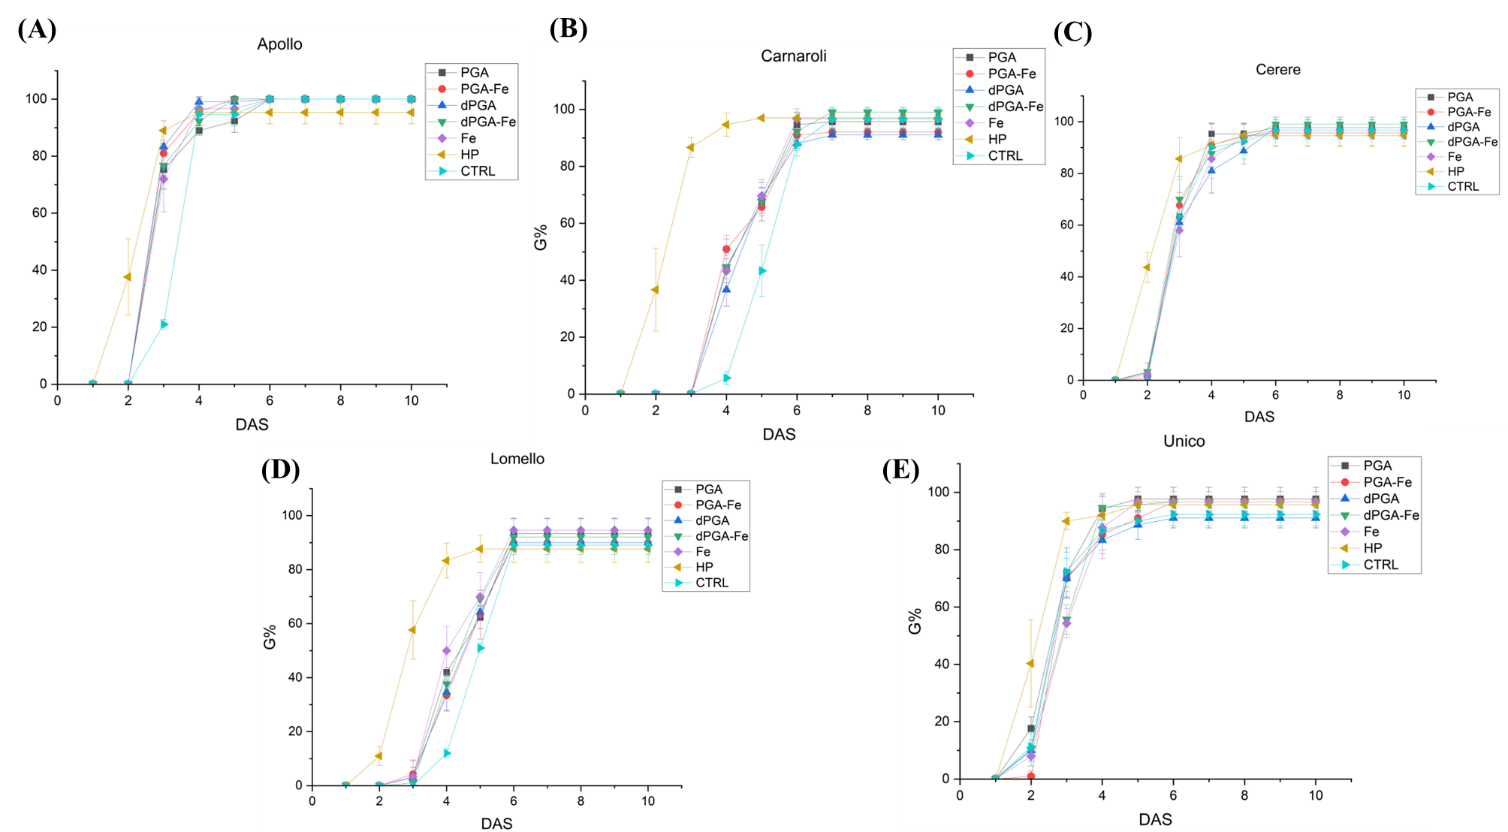 (A)
Apollo
PGA
PGA-Fe
dPGA
dPGA-Fe
Fe
HP
CTRL
100
80
60
40
20
0
0 2 4 6 8 10
DAS
(B)
Carnaroli
PGA
PGA-Fe
dPGA
dPGA-Fe
Fe
HP
CTRL
G%
100
80
60
40
20
0
0 2 4 6 8 10
DAS
(C)
Cerere
PGA
PGA-Fe
dPGA
dPGA-Fe
Fe
HP
CTRL
100
80
60
40
20
0
0 2 4 6 8 10
DAS
(D)
Lomello
PGA
PGA-Fe
dPGA
dPGA-Fe
Fe
HP
CTRL
G%
100
80
60
40
20
0
0 2 4 6 8 10
DAS
(E)
Unico
PGA
PGA-Fe
dPGA
dPGA-Fe
Fe
HP
CTRL
G%
100
80
60
40
20
0
0 2 4 6 8 10
DAS